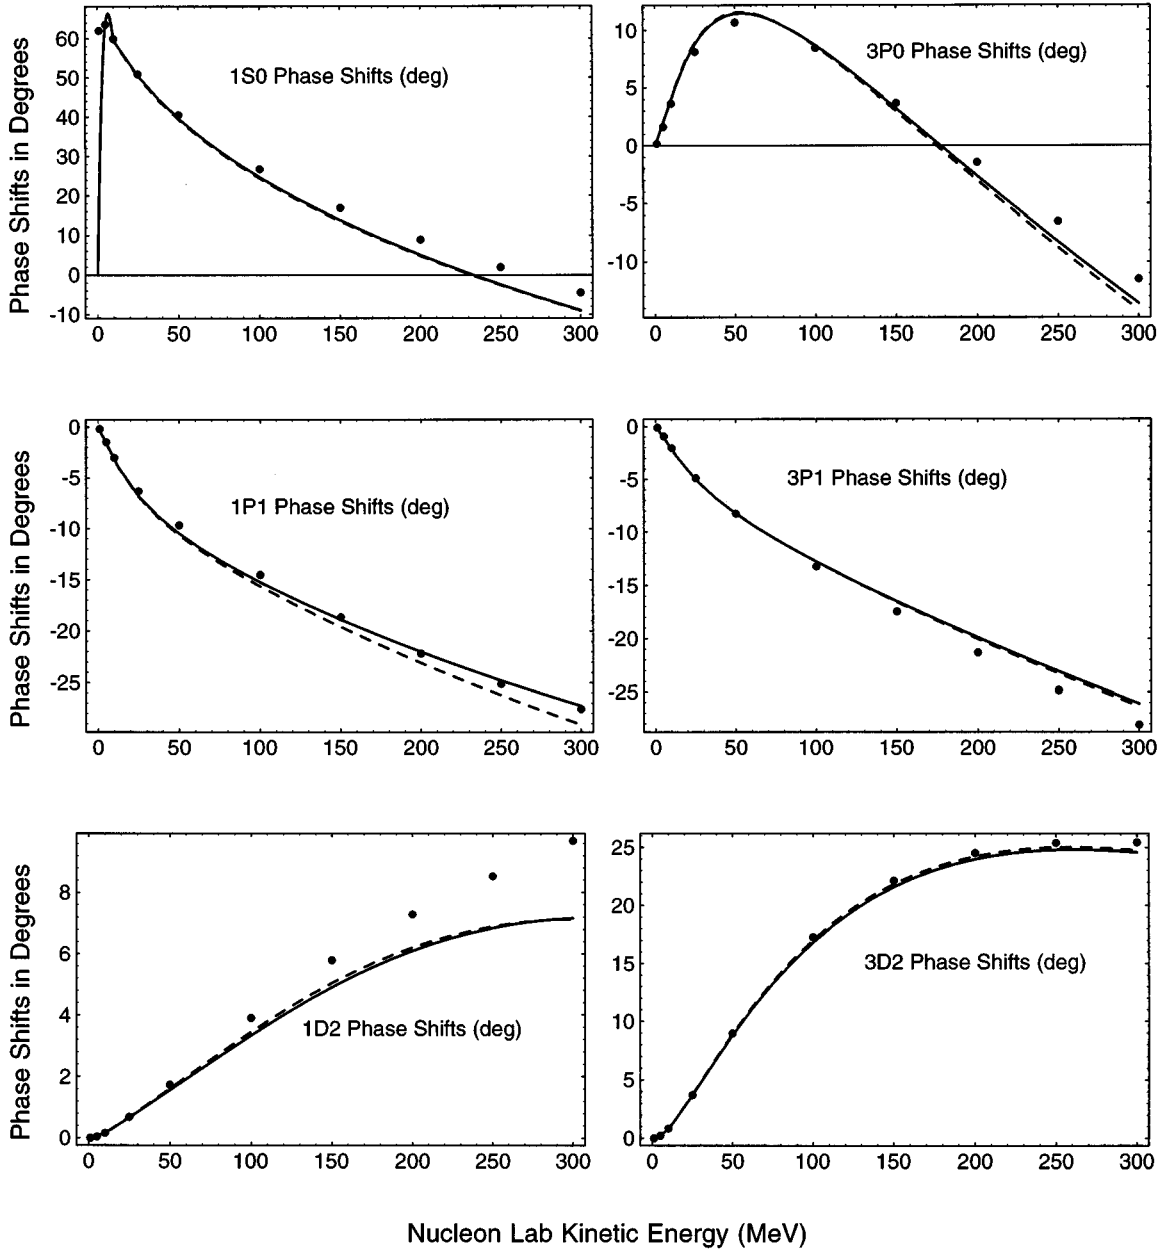 Phase Shifts in Degrees
60
50
40
30
20
10
0
-10
1S0 Phase Shifts (deg)
0 50 100 150 200 250 300
10
5
0
-5
-10
3P0 Phase Shifts (deg)
0 50 100 150 200 250 300
Phase Shifts in Degrees
0
-5
-10
-15
-20
-25
1P1 Phase Shifts (deg)
0 50 100 150 200 250 300
0
-5
-10
-15
-20
-25
3P1 Phase Shifts (deg)
0 50 100 150 200 250 300
Phase Shifts in Degrees
8
6
4
2
0
1D2 Phase Shifts (deg)
0 50 100 150 200 250 300
25
20
15
10
5
0
3D2 Phase Shifts (deg)
0 50 100 150 200 250 300
Nucleon Lab Kinetic Energy (MeV)